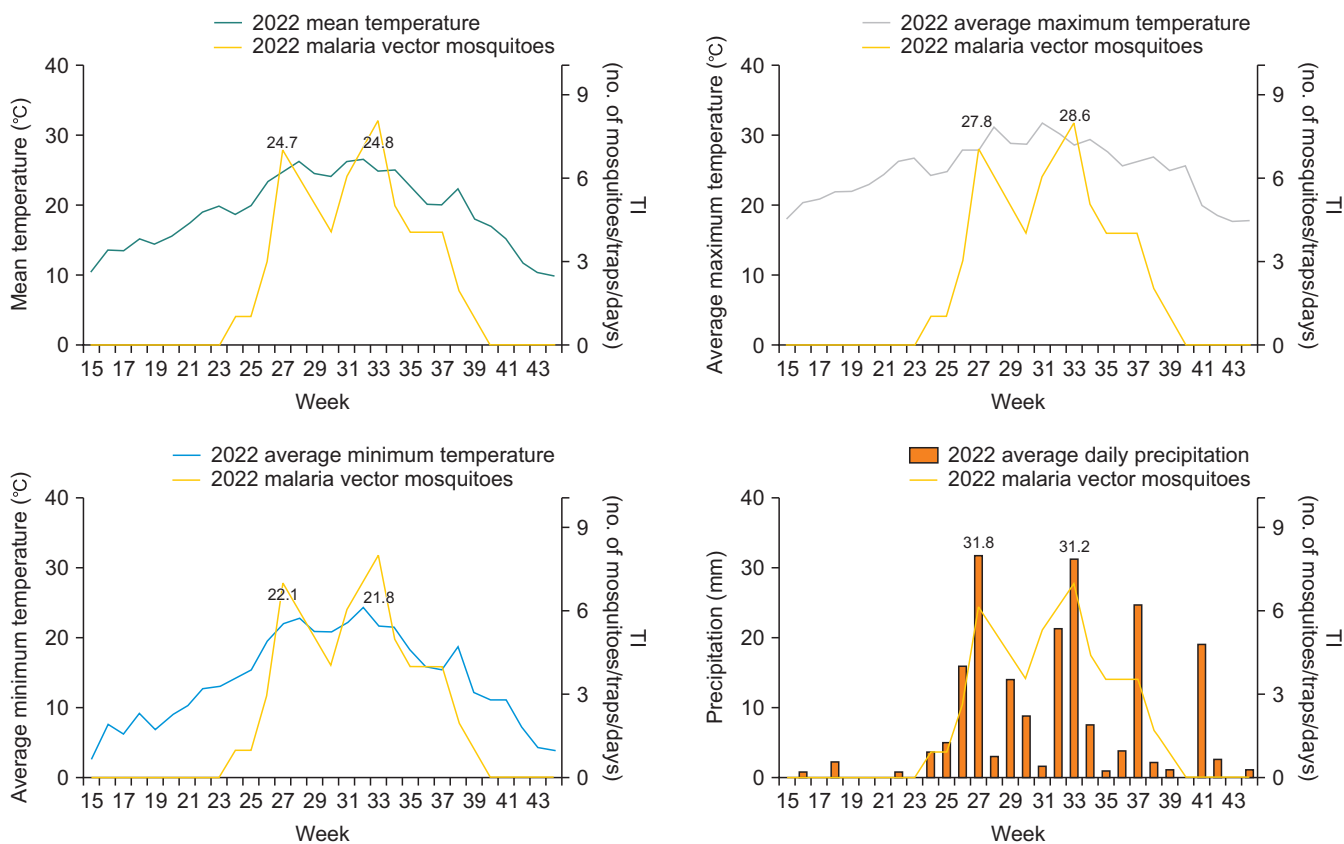 2022 mean temperature
2022 malaria vector mosquitoes
Mean temperature (°C)
40
30
20
10
0
24.7
24.8
9
6
3
0
TI
(no. of mosquitoes/traps/days)
15 17 19 21 23 25 27 29 31 33 35 37 39 41 43
Week
2022 average maximum temperature
2022 malaria vector mosquitoes
Average maximum temperature (°C)
40
30
20
10
0
27.8
28.6
9
6
3
0
TI
(no. of mosquitoes/traps/days)
15 17 19 21 23 25 27 29 31 33 35 37 39 41 43
Week
2022 average minimum temperature
2022 malaria vector mosquitoes
Average minimum temperature (°C)
40
30
20
10
0
22.1
21.8
9
6
3
0
TI
(no. of mosquitoes/traps/days)
15 17 19 21 23 25 27 29 31 33 35 37 39 41 43
Week
2022 average daily precipitation
2022 malaria vector mosquitoes
Precipitation (mm)
40
30
20
10
0
31.8
31.2
9
6
3
0
TI
(no. of mosquitoes/traps/days)
15 17 19 21 23 25 27 29 31 33 35 37 39 41 43
Week